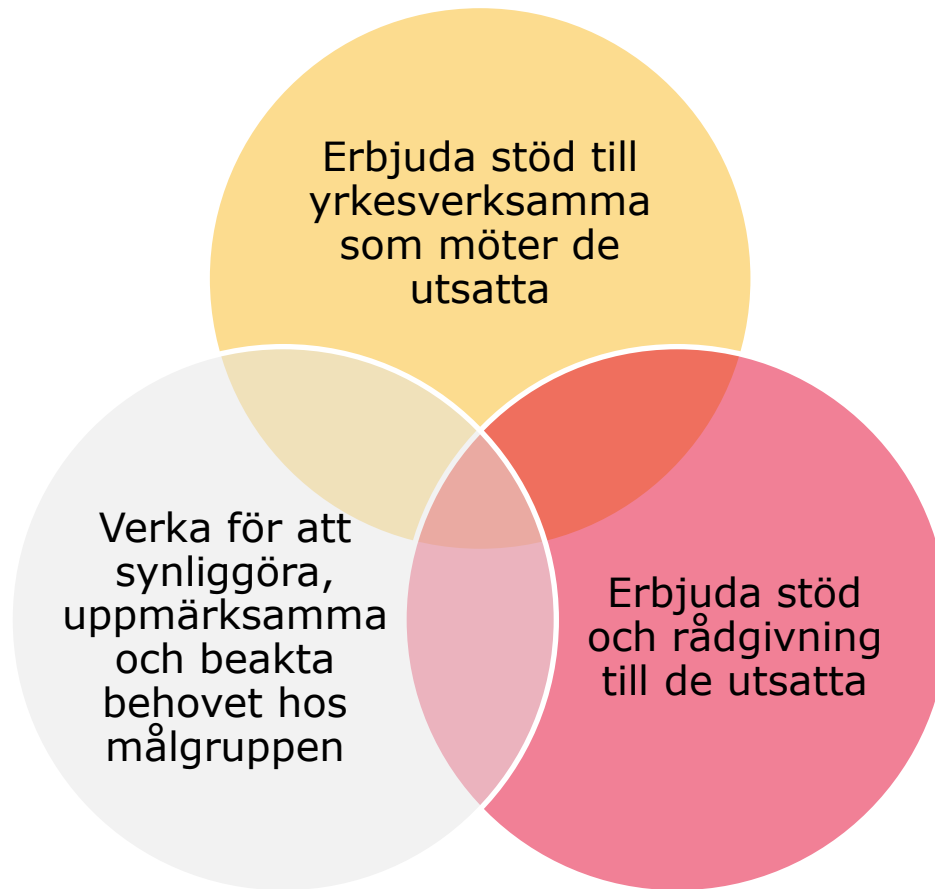 Erbjuda stöd till
yrkesverksamma
som möter de
utsatta
Verka för att
synliggöra,
uppmärksamma
och beakta
behovet hos
målgruppen
Erbjuda stöd
och rådgivning
till de utsatta